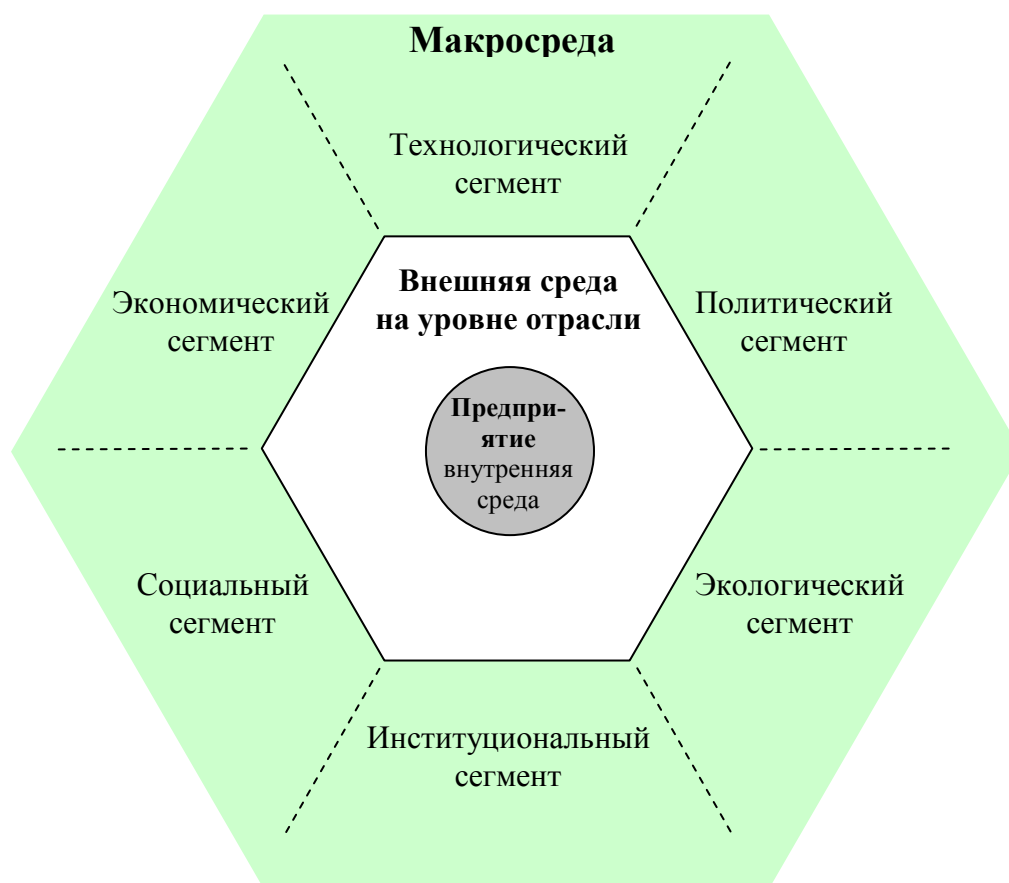 Макросреда
Технологический
сегмент
Экономический
сегмент
Внешняя среда
на уровне отрасли
Политический
сегмент
Предпри-
ятие
внутренняя
среда
Социальный
сегмент
Экологический
сегмент
Институциональный
сегмент